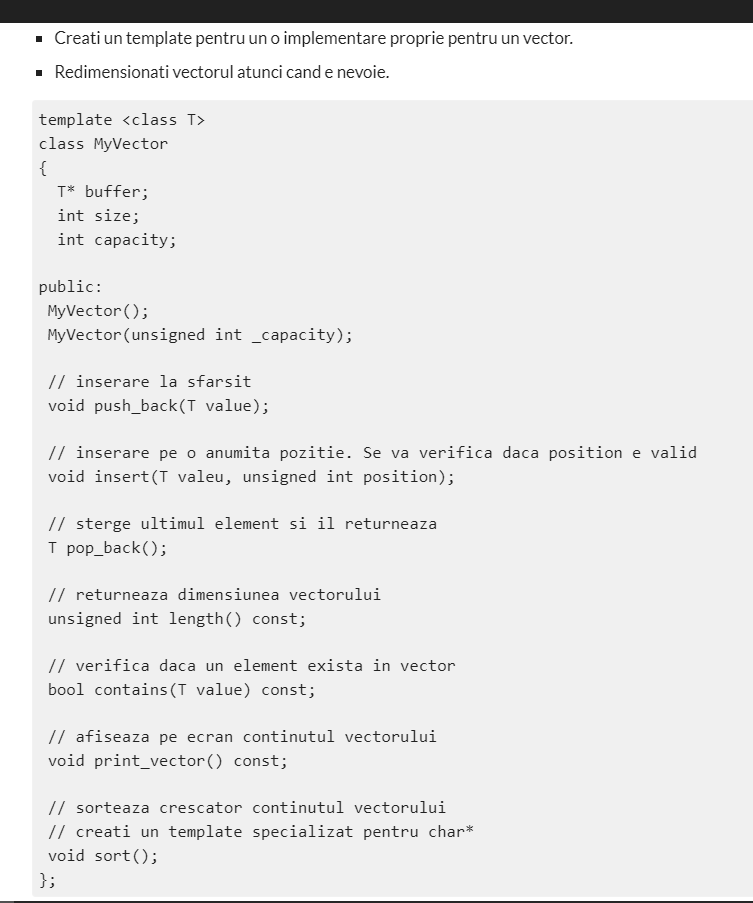 ▪ Creati un template pentru un o implementare proprie pentru un vector.
▪ Redimensionati vectorul atunci cand e nevoie.
template <class T>
class MyVector
{
  T* buffer;
  int size;
  int capacity;

public:
 MyVector();
 MyVector(unsigned int _capacity);

 // inserare la sfarsit
 void push_back(T value);

 // inserare pe o anumita pozitie. Se va verifica daca position e valid
 void insert(T valeu, unsigned int position);

 // sterge ultimul element si il returneaza
 T pop_back();

 // returneaza dimensiunea vectorului
 unsigned int length() const;

 // verifica daca un element exista in vector
 bool contains(T value) const;

 // afiseaza pe ecran continutul vectorului
 void print_vector() const;

 // sorteaza crescator continutul vectorului
 // creati un template specializat pentru char*
 void sort();
};